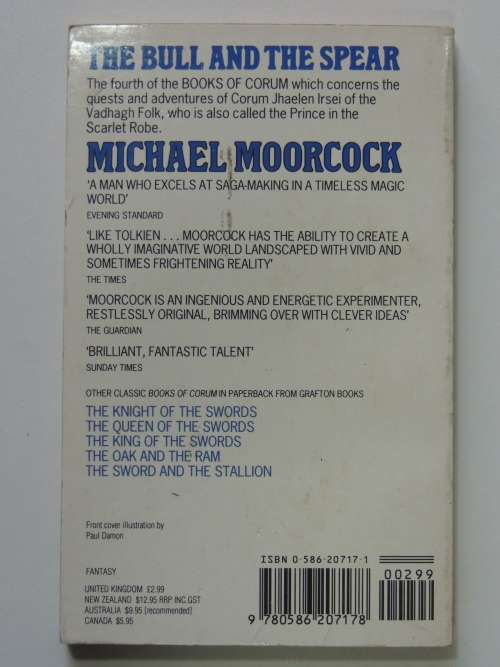 THE BULL AND THE SPEAR
The fourth of the BOOKS OF CORUM which concerns the
quests and adventures of Corum Jhaelen Irsei of the
Vadhagh Folk, who is also called the Prince in the
Scarlet Robe.
MICHAEL MOORCOCK
'A MAN WHO EXCELS AT SAGA-MAKING IN A TIMELESS MAGIC
WORLD'
EVENING STANDARD
'LIKE TOLKIEN . . . MOORCOCK HAS THE ABILITY TO CREATE A
WHOLLY IMAGINATIVE WORLD LANDSCAPED WITH VIVID AND
SOMETIMES FRIGHTENING REALITY'
THE TIMES
'MOORCOCK IS AN INGENIOUS AND ENERGETIC EXPERIMENTER,
RESTLESSLY ORIGINAL, BRIMMING OVER WITH CLEVER IDEAS'
THE GUARDIAN
'BRILLIANT, FANTASTIC TALENT'
SUNDAY TIMES
OTHER CLASSIC BOOKS OF CORUM IN PAPERBACK FROM GRAFTON BOOKS
THE KNIGHT OF THE SWORDS
THE QUEEN OF THE SWORDS
THE KING OF THE SWORDS
THE OAK AND THE RAM
THE SWORD AND THE STALLION
Front cover illustration by
Paul Damon
FANTASY
UNITED KINGDOM £2.99
NEW ZEALAND $12.95 RRP INC.GST
AUSTRALIA $9.95 [recommended]
CANADA $5.95
ISBN 0-586-20717-1
00299
9 780586 207178